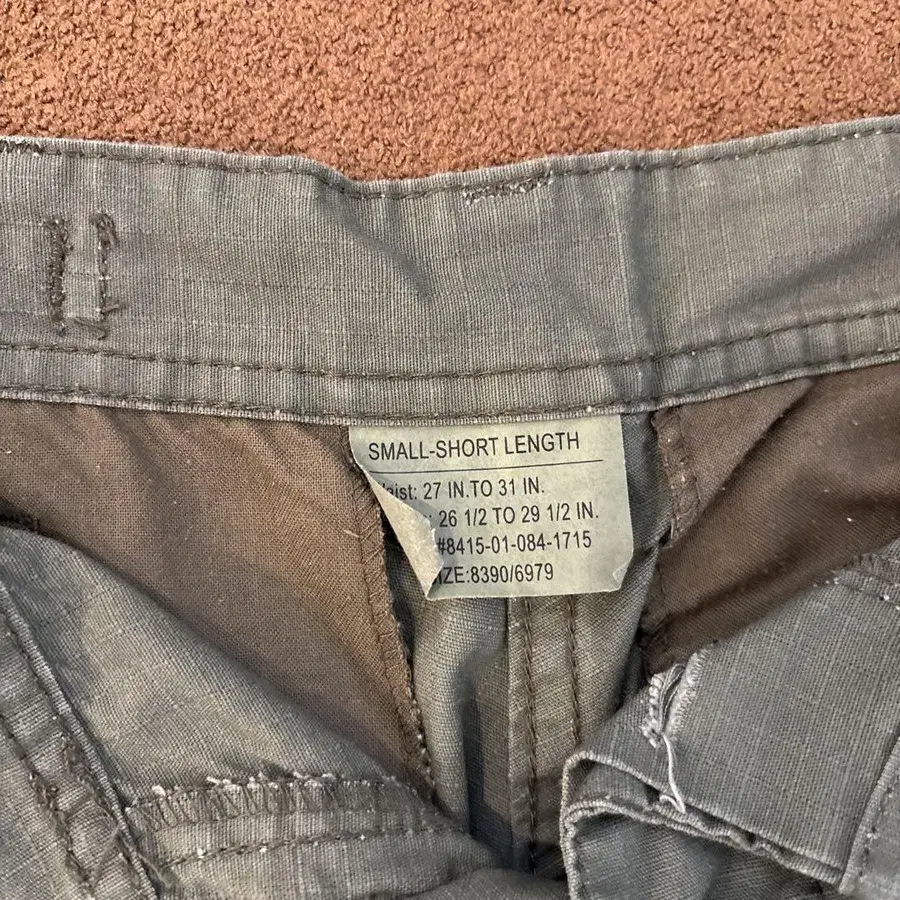 SMALL-SHORT LENGTH
aist: 27 IN.TO 31 IN.
: 26 1/2 TO 29 1/2 IN.
#8415-01-084-1715
IZE:8390/6979